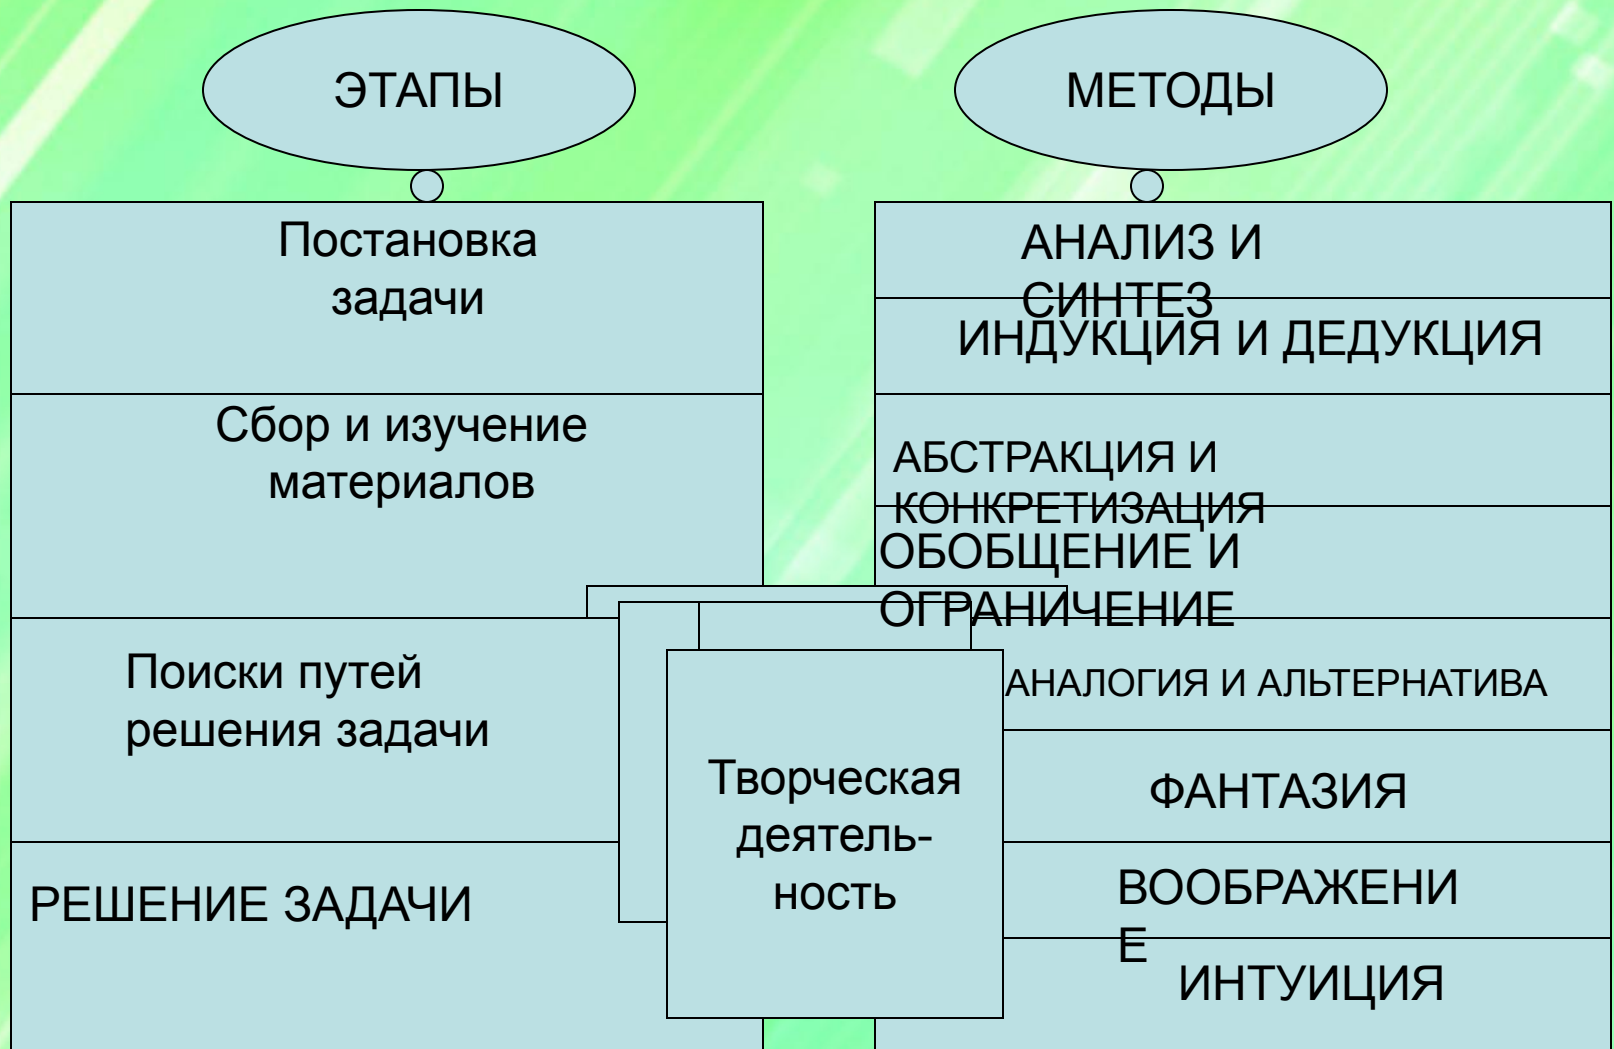 ЭТАПЫ
Постановка
задачи
Сбор и изучение
материалов
Поиски путей
решения задачи
РЕШЕНИЕ ЗАДАЧИ
Творческая
деятель-
ность
МЕТОДЫ
АНАЛИЗ И
СИНТЕЗ
ИНДУКЦИЯ И ДЕДУКЦИЯ
АБСТРАКЦИЯ И
КОНКРЕТИЗАЦИЯ
ОБОБЩЕНИЕ И
ОГРАНИЧЕНИЕ
АНАЛОГИЯ И АЛЬТЕРНАТИВА
ФАНТАЗИЯ
ВООБРАЖЕНИ
Е
ИНТУИЦИЯ